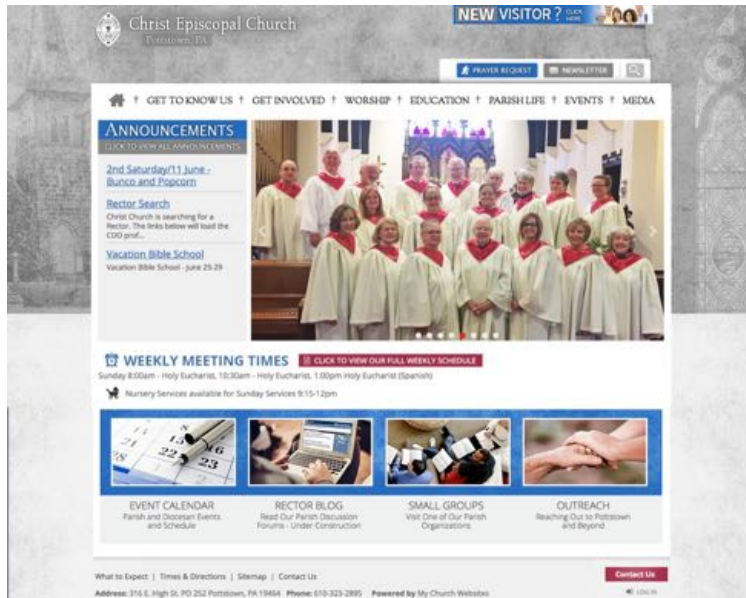 Christ Episcopal Church
Pottstown, PA
NEW VISITOR? CLICK HERE
PRAYER REQUEST
NEWSLETTER
† GET TO KNOW US † GET INVOLVED † WORSHIP † EDUCATION † PARISH LIFE † EVENTS † MEDIA
ANNOUNCEMENTS
CLICK TO VIEW ALL ANNOUNCEMENTS
2nd Saturday/11 June -
Bunco and Popcorn
Rector Search
Christ Church is searching for a
Rector. The links below will load the
CDO prof...
Vacation Bible School
Vacation Bible School - June 25-29
WEEKLY MEETING TIMES
CLICK TO VIEW OUR FULL WEEKLY SCHEDULE
Sunday 8:00am - Holy Eucharist, 10:30am - Holy Eucharist, 1:00pm Holy Eucharist (Spanish)
Nursery Services available for Sunday Services 9:15-12pm
EVENT CALENDAR
Parish and Diocesan Events
and Schedule
RECTOR BLOG
Read Our Parish Discussion
Forums - Under Construction
SMALL GROUPS
Visit One of Our Parish
Organizations
OUTREACH
Reaching Out to Pottstown
and Beyond
What to Expect | Times & Directions | Sitemap | Contact Us
Contact Us
Address: 316 E. High St. PO 252 Pottstown, PA 19464 Phone: 610-323-2895 Powered by My Church Websites
LOG IN